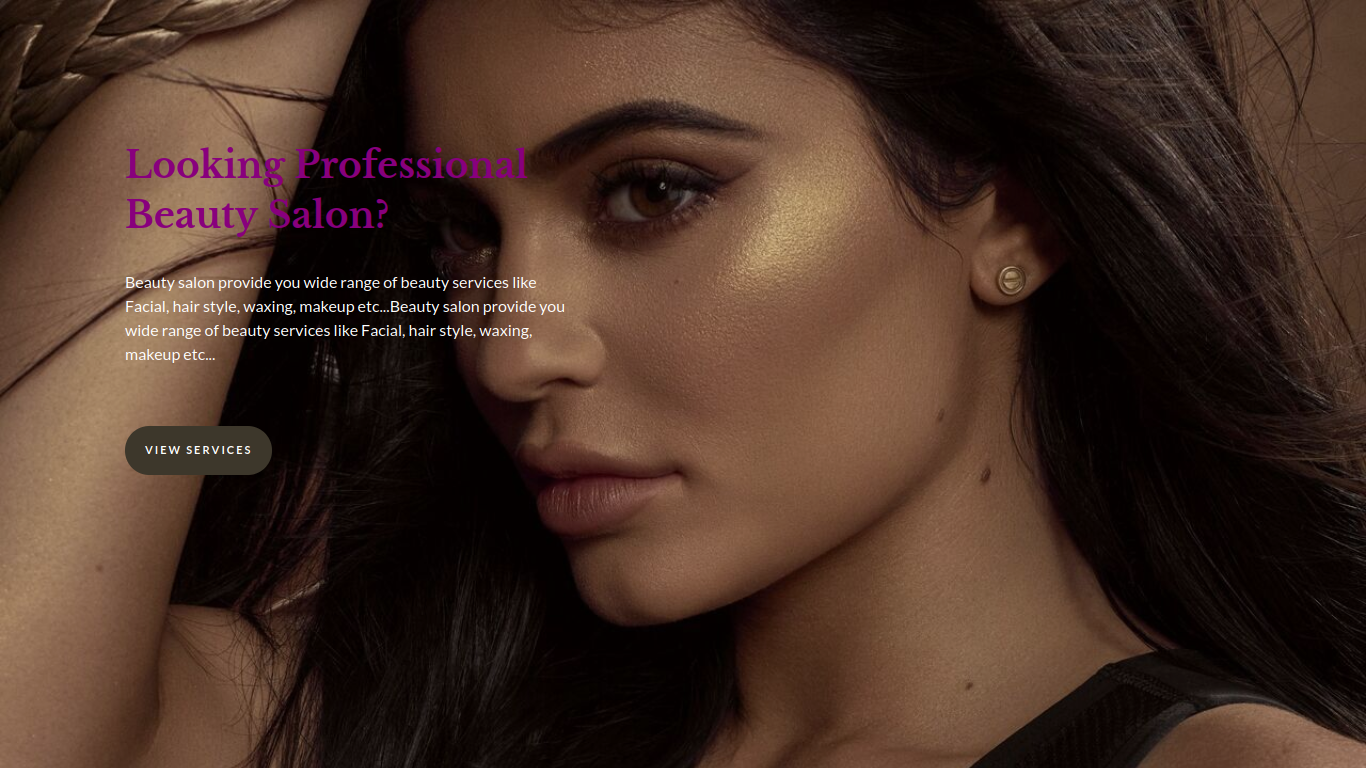 Looking Professional
Beauty Salon?
Beauty salon provide you wide range of beauty services like
Facial, hair style, waxing, makeup etc...Beauty salon provide you
wide range of beauty services like Facial, hair style, waxing,
makeup etc...
VIEW SERVICES